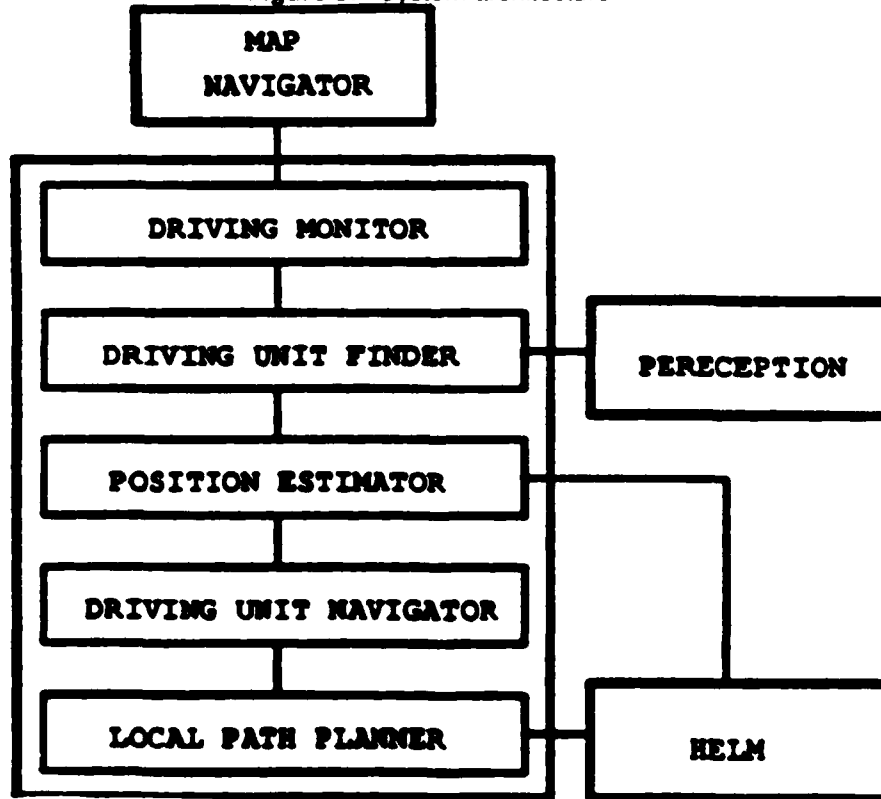 MAP
NAVIGATOR
DRIVING MONITOR
DRIVING UNIT FINDER
PERECEPTION
POSITION ESTIMATOR
DRIVING UNIT NAVIGATOR
LOCAL PATH PLANNER
HELM